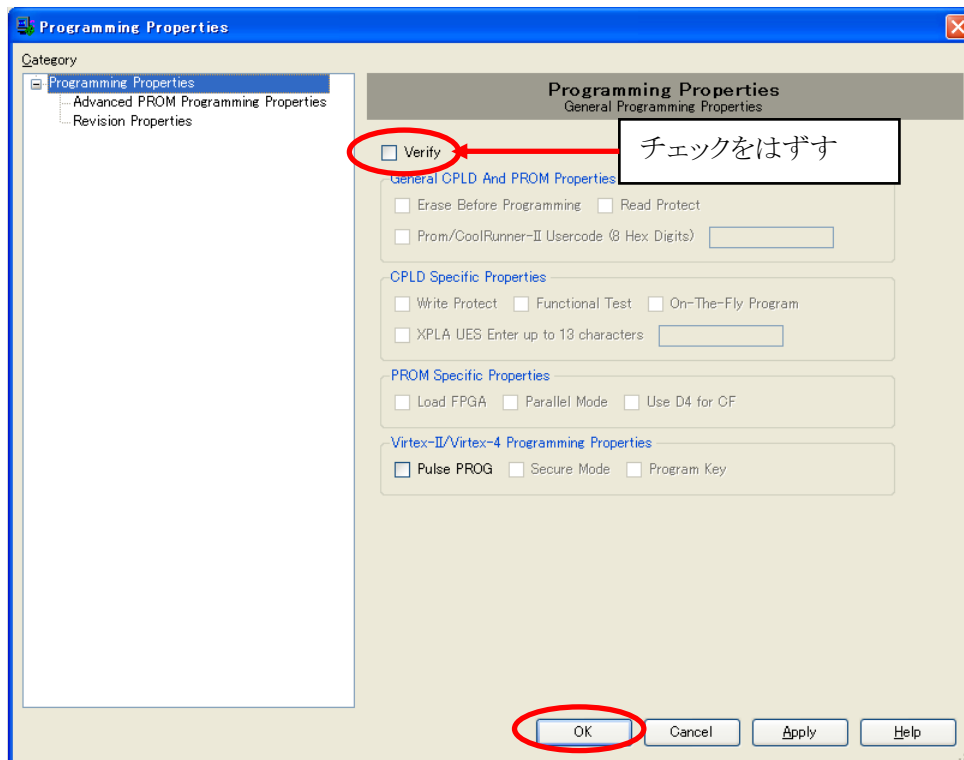 Programming Properties
Category
Programming Properties
Advanced PROM Programming Properties
Revision Properties
Programming Properties
General Programming Properties
Verify
チェックをはずす
General CPLD And PROM Properties
Erase Before Programming Read Protect
Prom/CoolRunner-II Usercode (8 Hex Digits)
CPLD Specific Properties
Write Protect Functional Test On-The-Fly Program
XPLA UES Enter up to 13 characters
PROM Specific Properties
Load FPGA Parallel Mode Use D4 for CF
Virtex-II/Virtex-4 Programming Properties
Pulse PROG Secure Mode Program Key
OK Cancel Apply Help